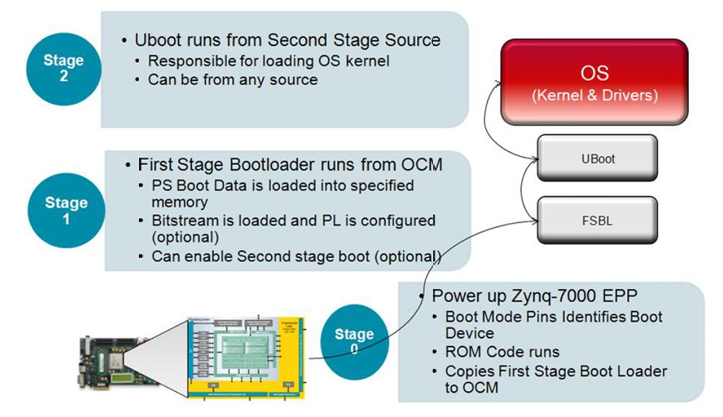 Stage
2
• Uboot runs from Second Stage Source
• Responsible for loading OS kernel
• Can be from any source
OS
(Kernel & Drivers)
UBoot
FSBL
Stage
1
• First Stage Bootloader runs from OCM
• PS Boot Data is loaded into specified
memory
• Bitstream is loaded and PL is configured
(optional)
• Can enable Second stage boot (optional)
Stage
0
• Power up Zynq-7000 EPP
• Boot Mode Pins Identifies Boot
Device
• ROM Code runs
• Copies First Stage Boot Loader
to OCM